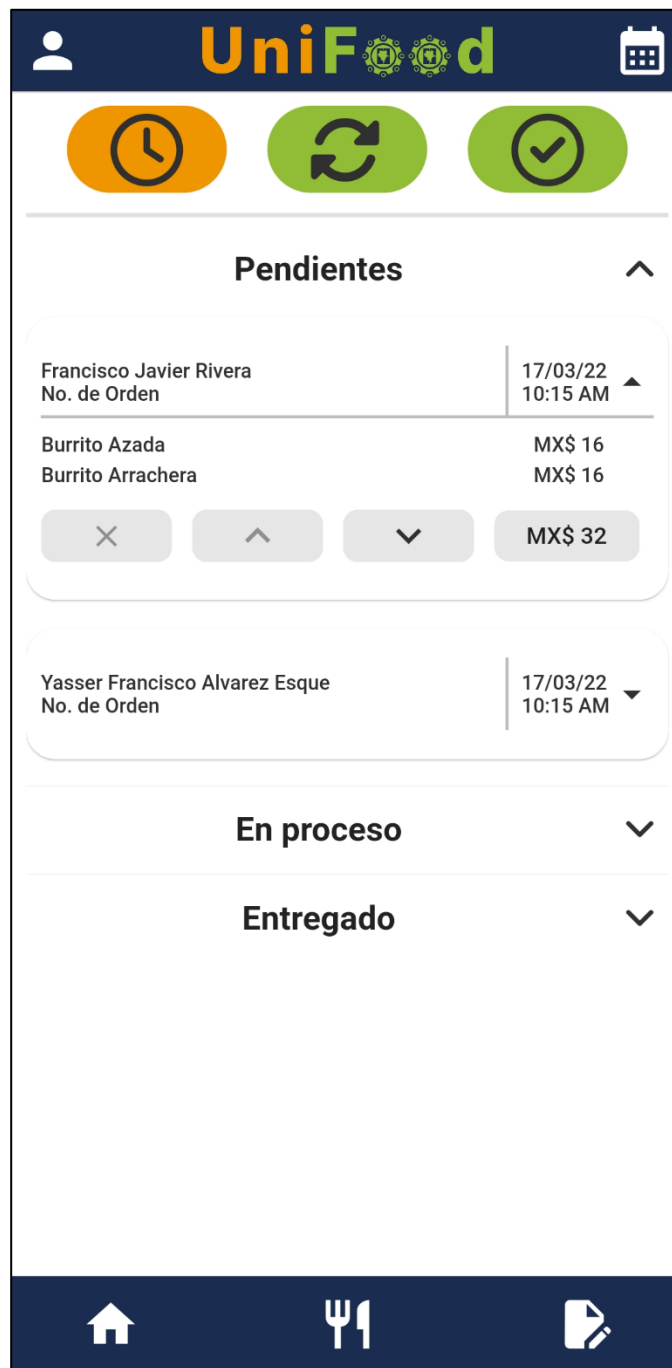 UniFood
Pendientes
Francisco Javier Rivera
No. de Orden
17/03/22
10:15 AM
Burrito Azada MX$ 16
Burrito Arrachera MX$ 16
MX$ 32
Yasser Francisco Alvarez Esque
No. de Orden
17/03/22
10:15 AM
En proceso
Entregado